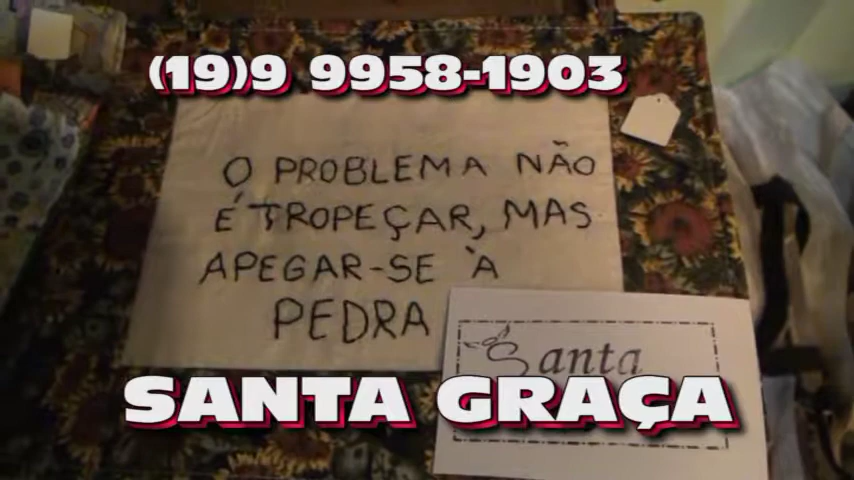 (19)9 9958-1903
O PROBLEMA NÃO
É TROPEÇAR, MAS
APEGAR-SE À
PEDRA
Santa
SANTA GRAÇA